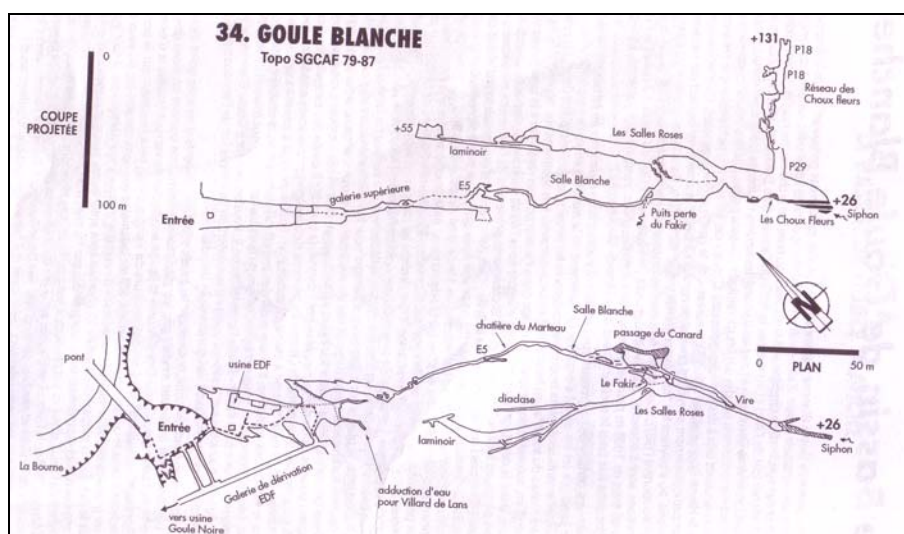 34. GOULE BLANCHE
Topo SGCAF 79-87
0
COUPE
PROJETÉE
100 m
+131
P18
P18
Réseau des
Choux fleurs
+55
laminoir
Les Salles Roses
P29
galerie supérieure
E5
Salle Blanche
Entrée
Puits perte
du Fakir
Les Choux Fleurs
+26
Siphon
N
0
PLAN
50 m
pont
usine EDF
Entrée
La Bourne
Galerie de dérivation
EDF
vers usine
Goule Noire
adduction d'eau
pour Villard de Lans
chatière du Marteau
E5
Salle Blanche
passage du Canard
Le Fakir
diaclase
Les Salles Roses
Vire
laminoir
+26
Siphon